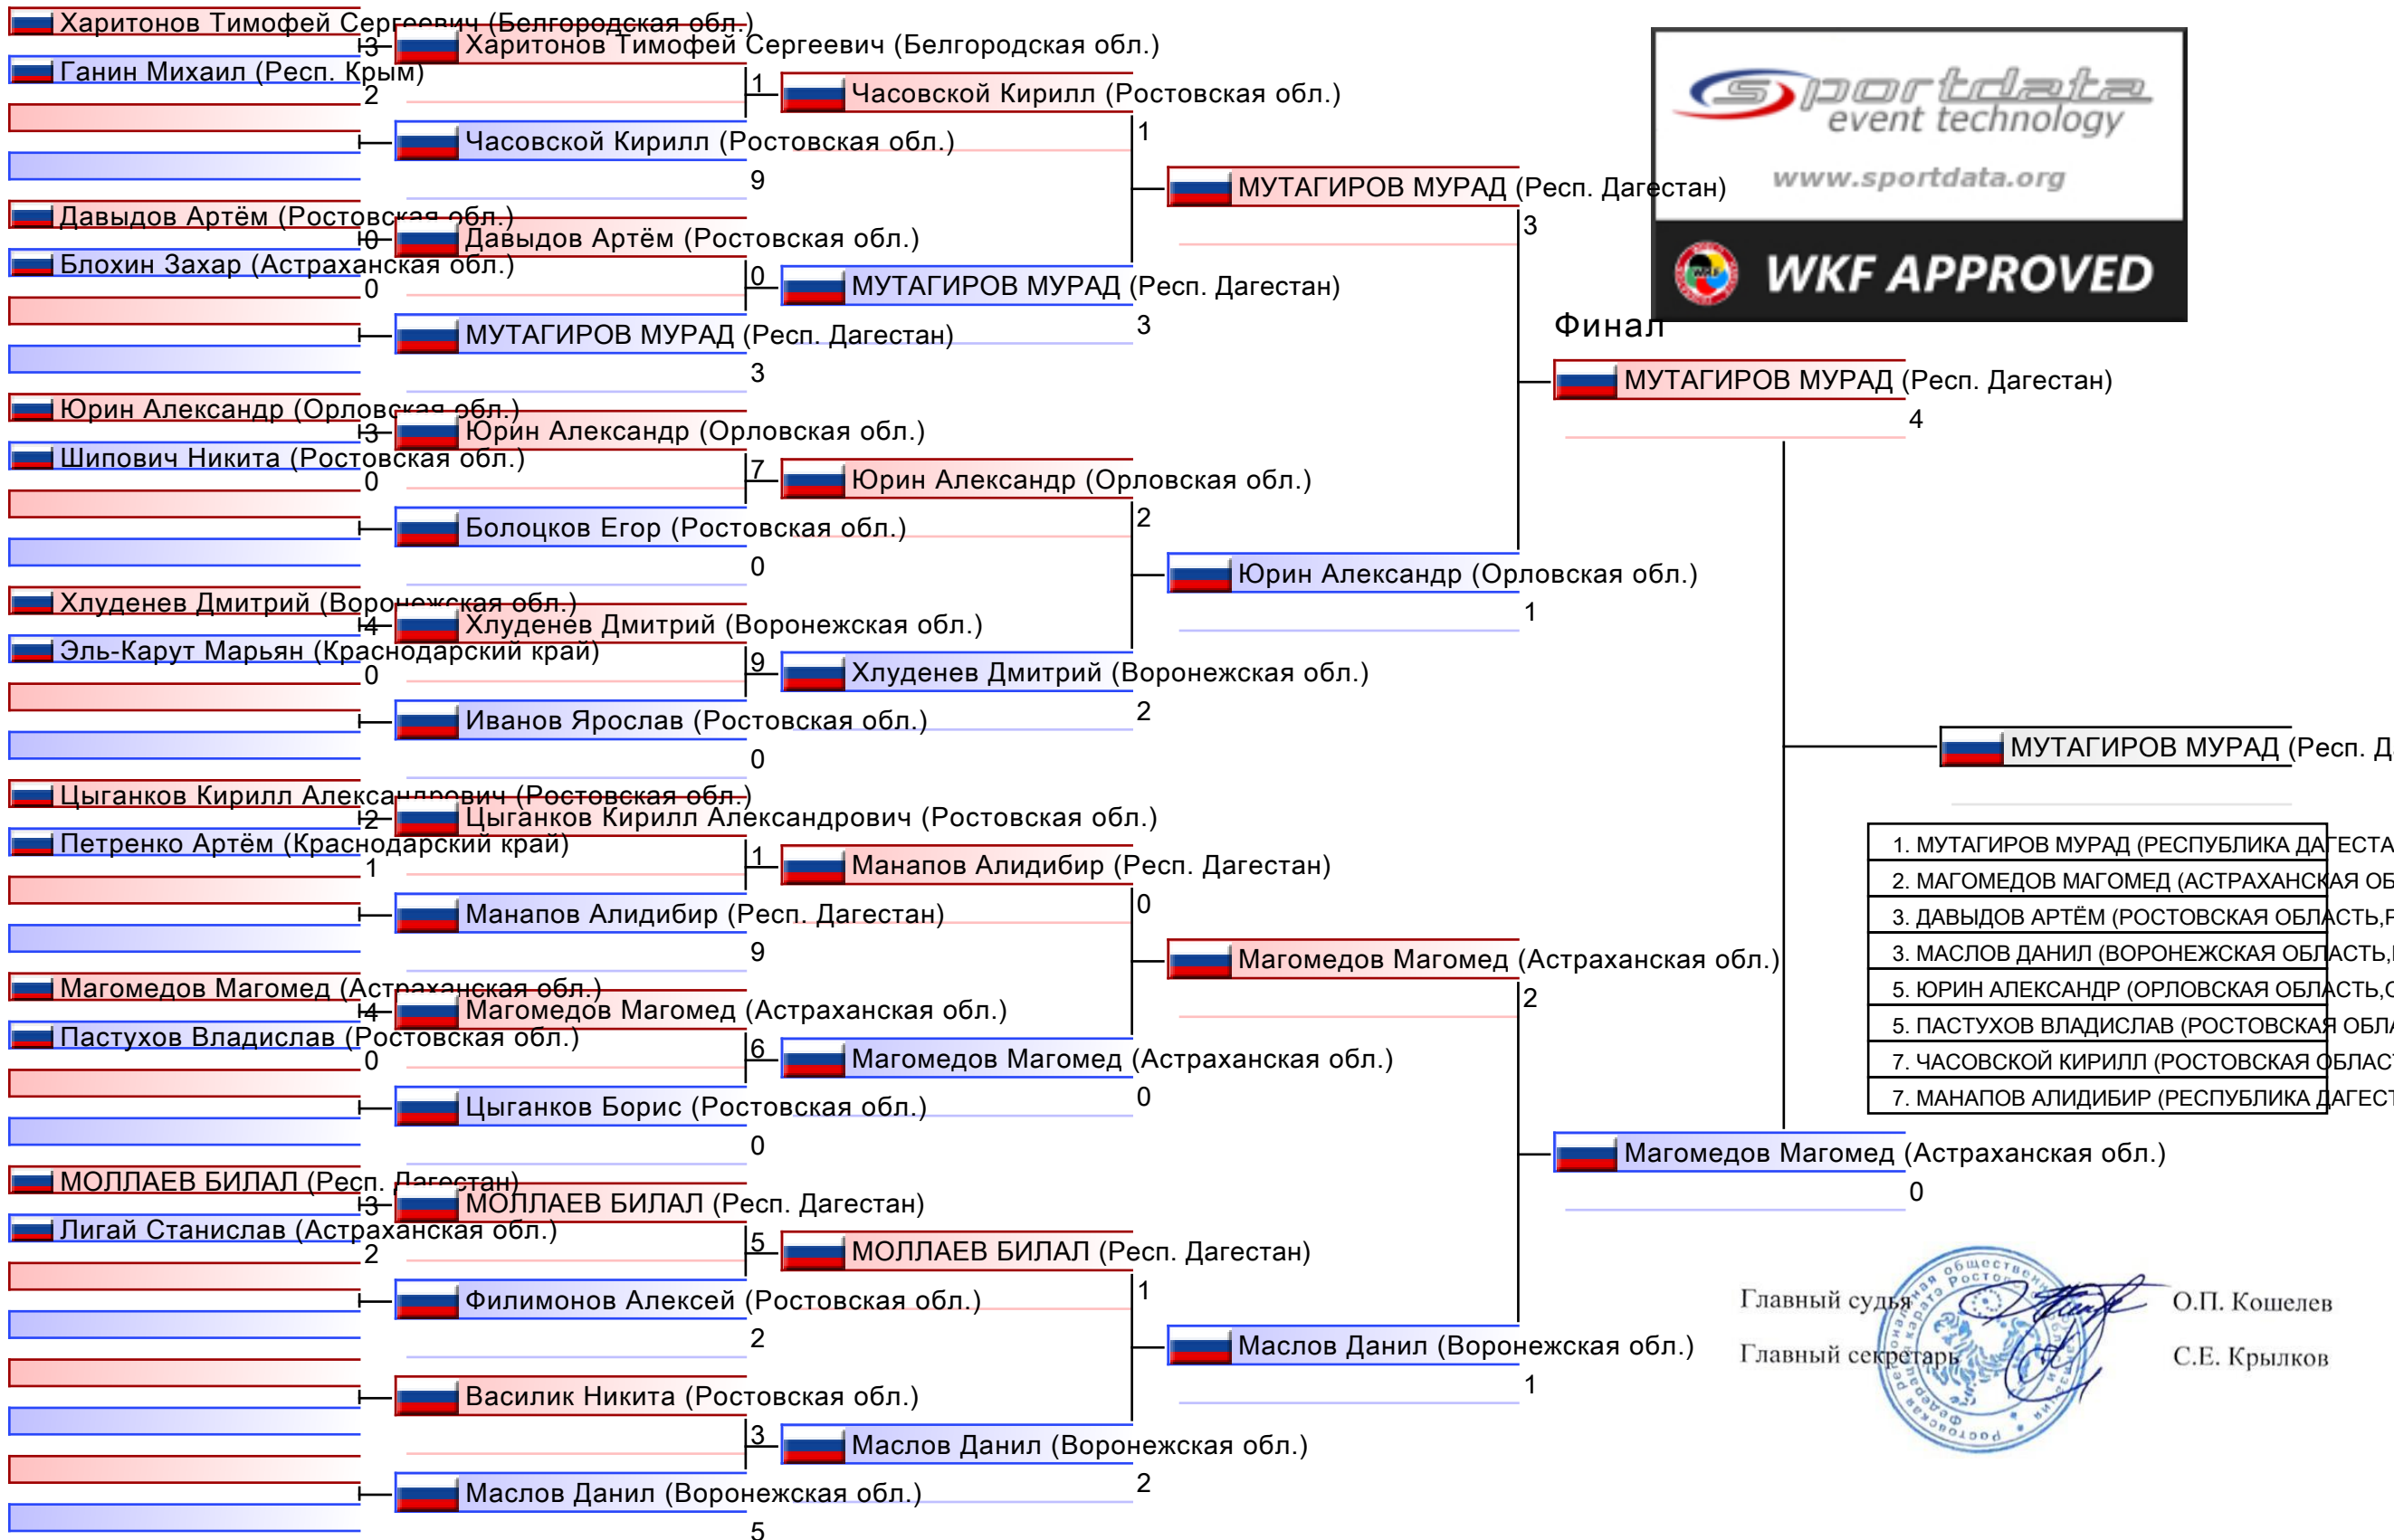 Харитонов Тимофей Сергеевич (Белгородская обл.)
3
Ганин Михаил (Респ. Крым)
2
Давыдов Артём (Ростовская обл.)
0
Блохин Захар (Астраханская обл.)
0
Юрин Александр (Орловская обл.)
3
Шипович Никита (Ростовская обл.)
0
Хлуденев Дмитрий (Воронежская обл.)
4
Эль-Карут Марьян (Краснодарский край)
0
Цыганков Кирилл Александрович (Ростовская обл.)
2
Петренко Артём (Краснодарский край)
1
Магомедов Магомед (Астраханская обл.)
4
Пастухов Владислав (Ростовская обл.)
0
МОЛЛАЕВ БИЛАЛ (Респ. Дагестан)
3
Лигай Станислав (Астраханская обл.)
2
Харитонов Тимофей Сергеевич (Белгородская обл.)
1
Часовской Кирилл (Ростовская обл.)
9
Давыдов Артём (Ростовская обл.)
0
МУТАГИРОВ МУРАД (Респ. Дагестан)
3
Юрин Александр (Орловская обл.)
7
Болоцков Егор (Ростовская обл.)
0
Хлуденев Дмитрий (Воронежская обл.)
9
Иванов Ярослав (Ростовская обл.)
0
Цыганков Кирилл Александрович (Ростовская обл.)
1
Манапов Алидибир (Респ. Дагестан)
9
Магомедов Магомед (Астраханская обл.)
6
Цыганков Борис (Ростовская обл.)
0
МОЛЛАЕВ БИЛАЛ (Респ. Дагестан)
5
Филимонов Алексей (Ростовская обл.)
2
Василик Никита (Ростовская обл.)
3
Маслов Данил (Воронежская обл.)
5
Часовской Кирилл (Ростовская обл.)
1
МУТАГИРОВ МУРАД (Респ. Дагестан)
3
Юрин Александр (Орловская обл.)
2
Хлуденев Дмитрий (Воронежская обл.)
2
Манапов Алидибир (Респ. Дагестан)
0
Магомедов Магомед (Астраханская обл.)
0
МОЛЛАЕВ БИЛАЛ (Респ. Дагестан)
1
Маслов Данил (Воронежская обл.)
2
МУТАГИРОВ МУРАД (Респ. Дагестан)
3
Юрин Александр (Орловская обл.)
1
Магомедов Магомед (Астраханская обл.)
2
Маслов Данил (Воронежская обл.)
1
Финал
МУТАГИРОВ МУРАД (Респ. Дагестан)
4
Магомедов Магомед (Астраханская обл.)
0
sportdata
event technology
www.sportdata.org
WKF APPROVED
МУТАГИРОВ МУРАД (Респ. Д
1. МУТАГИРОВ МУРАД (РЕСПУБЛИКА ДАГЕСТА
2. МАГОМЕДОВ МАГОМЕД (АСТРАХАНСКАЯ ОБ
3. ДАВЫДОВ АРТЁМ (РОСТОВСКАЯ ОБЛАСТЬ,
3. МАСЛОВ ДАНИЛ (ВОРОНЕЖСКАЯ ОБЛАСТЬ,
5. ЮРИН АЛЕКСАНДР (ОРЛОВСКАЯ ОБЛАСТЬ,
5. ПАСТУХОВ ВЛАДИСЛАВ (РОСТОВСКАЯ ОБЛА
7. ЧАСОВСКОЙ КИРИЛЛ (РОСТОВСКАЯ ОБЛАС
7. МАНАПОВ АЛИДИБИР (РЕСПУБЛИКА ДАГЕСТ
Главный судья О.П. Кошелев
Главный секретарь С.Е. Крылков